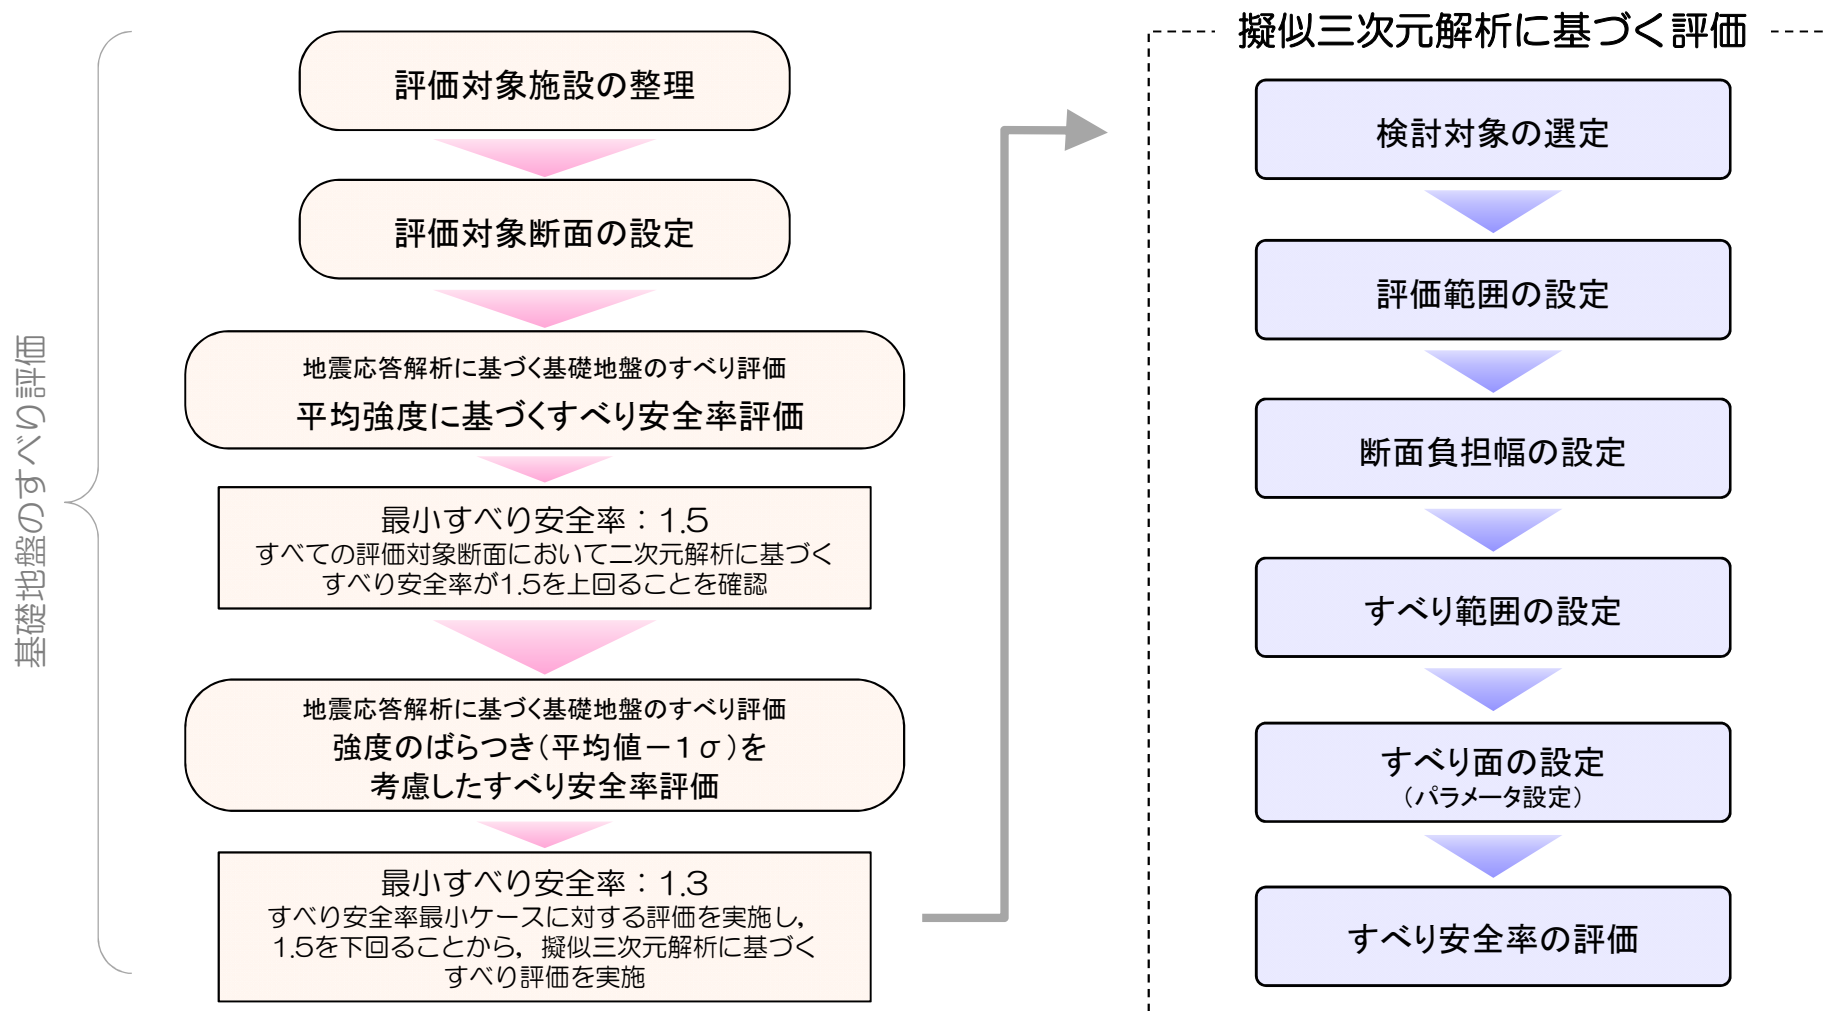 基礎地盤のすべり評価
評価対象施設の整理
評価対象断面の設定
地震応答解析に基づく基礎地盤のすべり評価
平均強度に基づくすべり安全率評価
最小すべり安全率：1.5
すべての評価対象断面において二次元解析に基づく
すべり安全率が1.5を上回ることを確認
地震応答解析に基づく基礎地盤のすべり評価
強度のばらつき（平均値－１σ）を
考慮したすべり安全率評価
最小すべり安全率：1.3
すべり安全率最小ケースに対する評価を実施し，
1.5を下回ることから，擬似三次元解析に基づく
すべり評価を実施
擬似三次元解析に基づく評価
検討対象の選定
評価範囲の設定
断面負担幅の設定
すべり範囲の設定
すべり面の設定
（パラメータ設定）
すべり安全率の評価